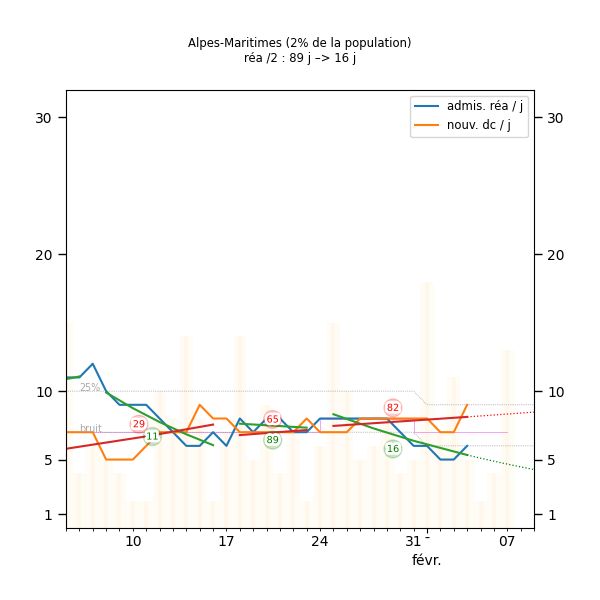 Alpes-Maritimes (2% de la population)
réa /2 : 89 j –> 16 j
admis. réa / j
nouv. dc / j
30 30
20 20
10 10
5 5
1 1
25%
bruit
29
11
65
89
82
16
10 17 24 31 - 07
févr.